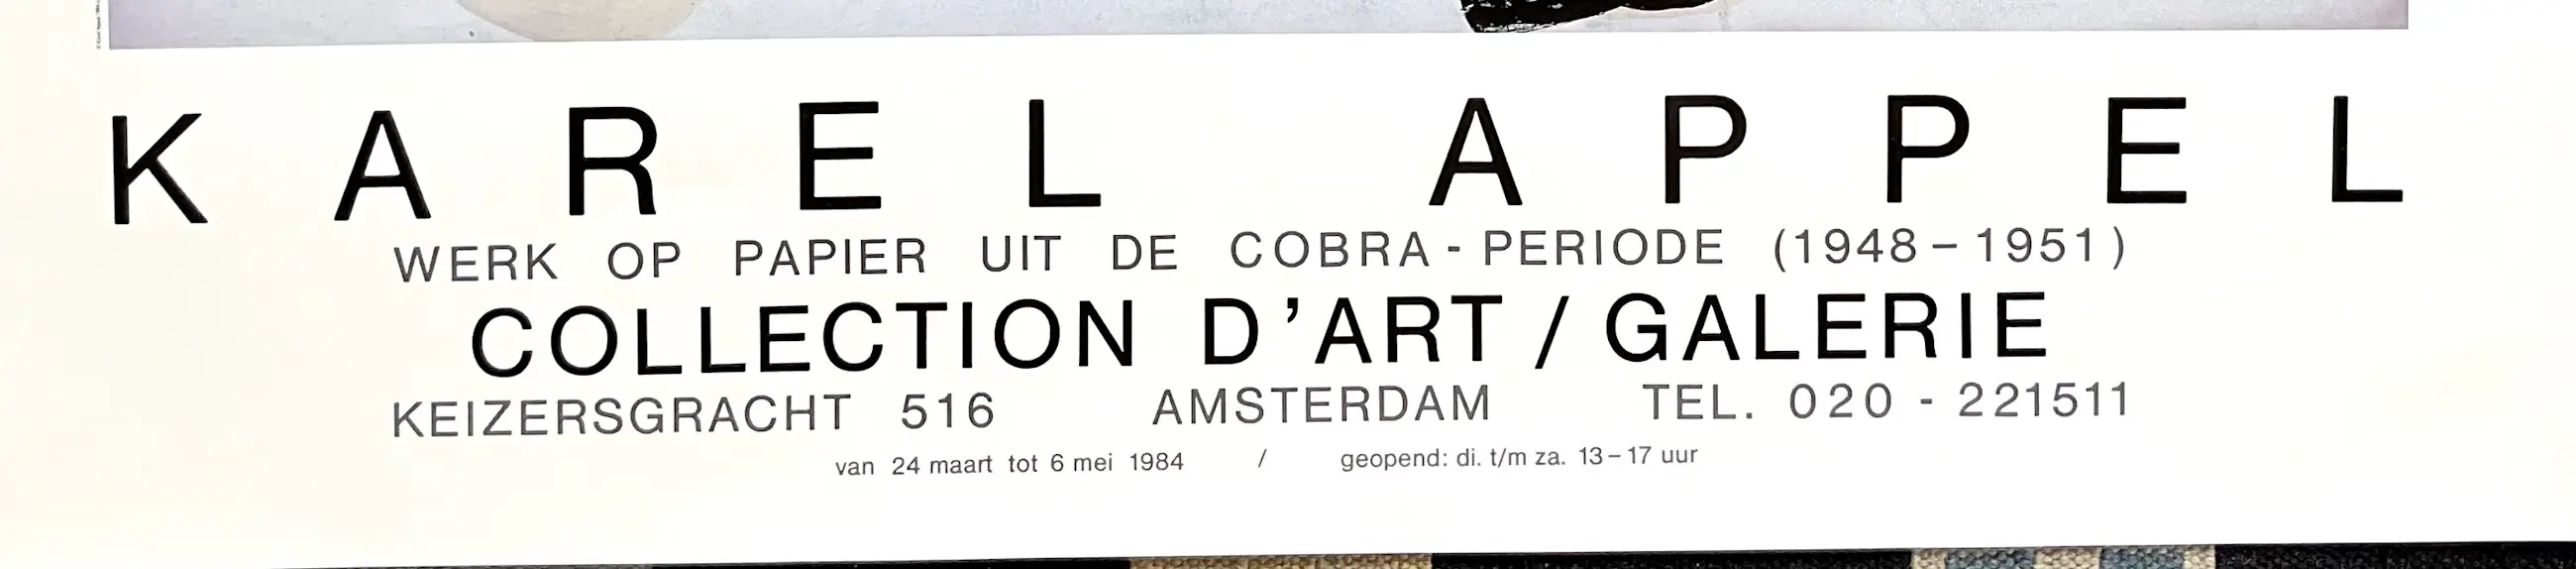 KAREL APPEL
WERK OP PAPIER UIT DE COBRA-PERIODE (1948–1951)
COLLECTION D'ART / GALERIE
KEIZERSGRACHT 516 AMSTERDAM TEL. 020 - 221511
van 24 maart tot 6 mei 1984 / geopend: di. t/m za. 13–17 uur